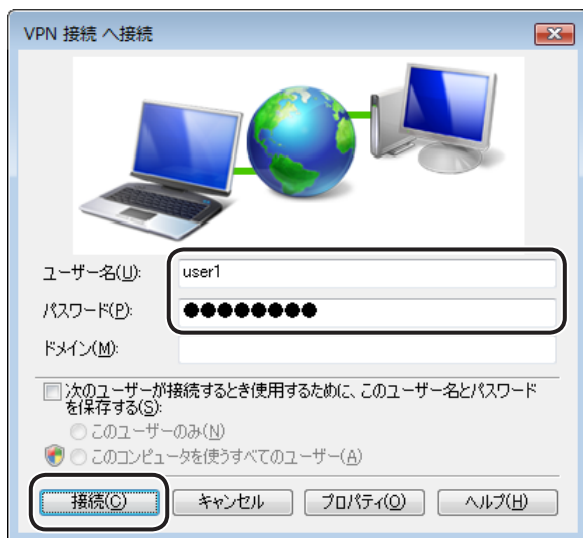 VPN 接続 へ接続
ユーザー名(U):
user1
パスワード(P):
●●●●●●●●
ドメイン(M):
次のユーザーが接続するとき使用するために、このユーザー名とパスワード
を保存する(S):
このユーザーのみ(N)
このコンピュータを使うすべてのユーザー(A)
接続(C)
キャンセル
プロパティ(O)
ヘルプ(H)